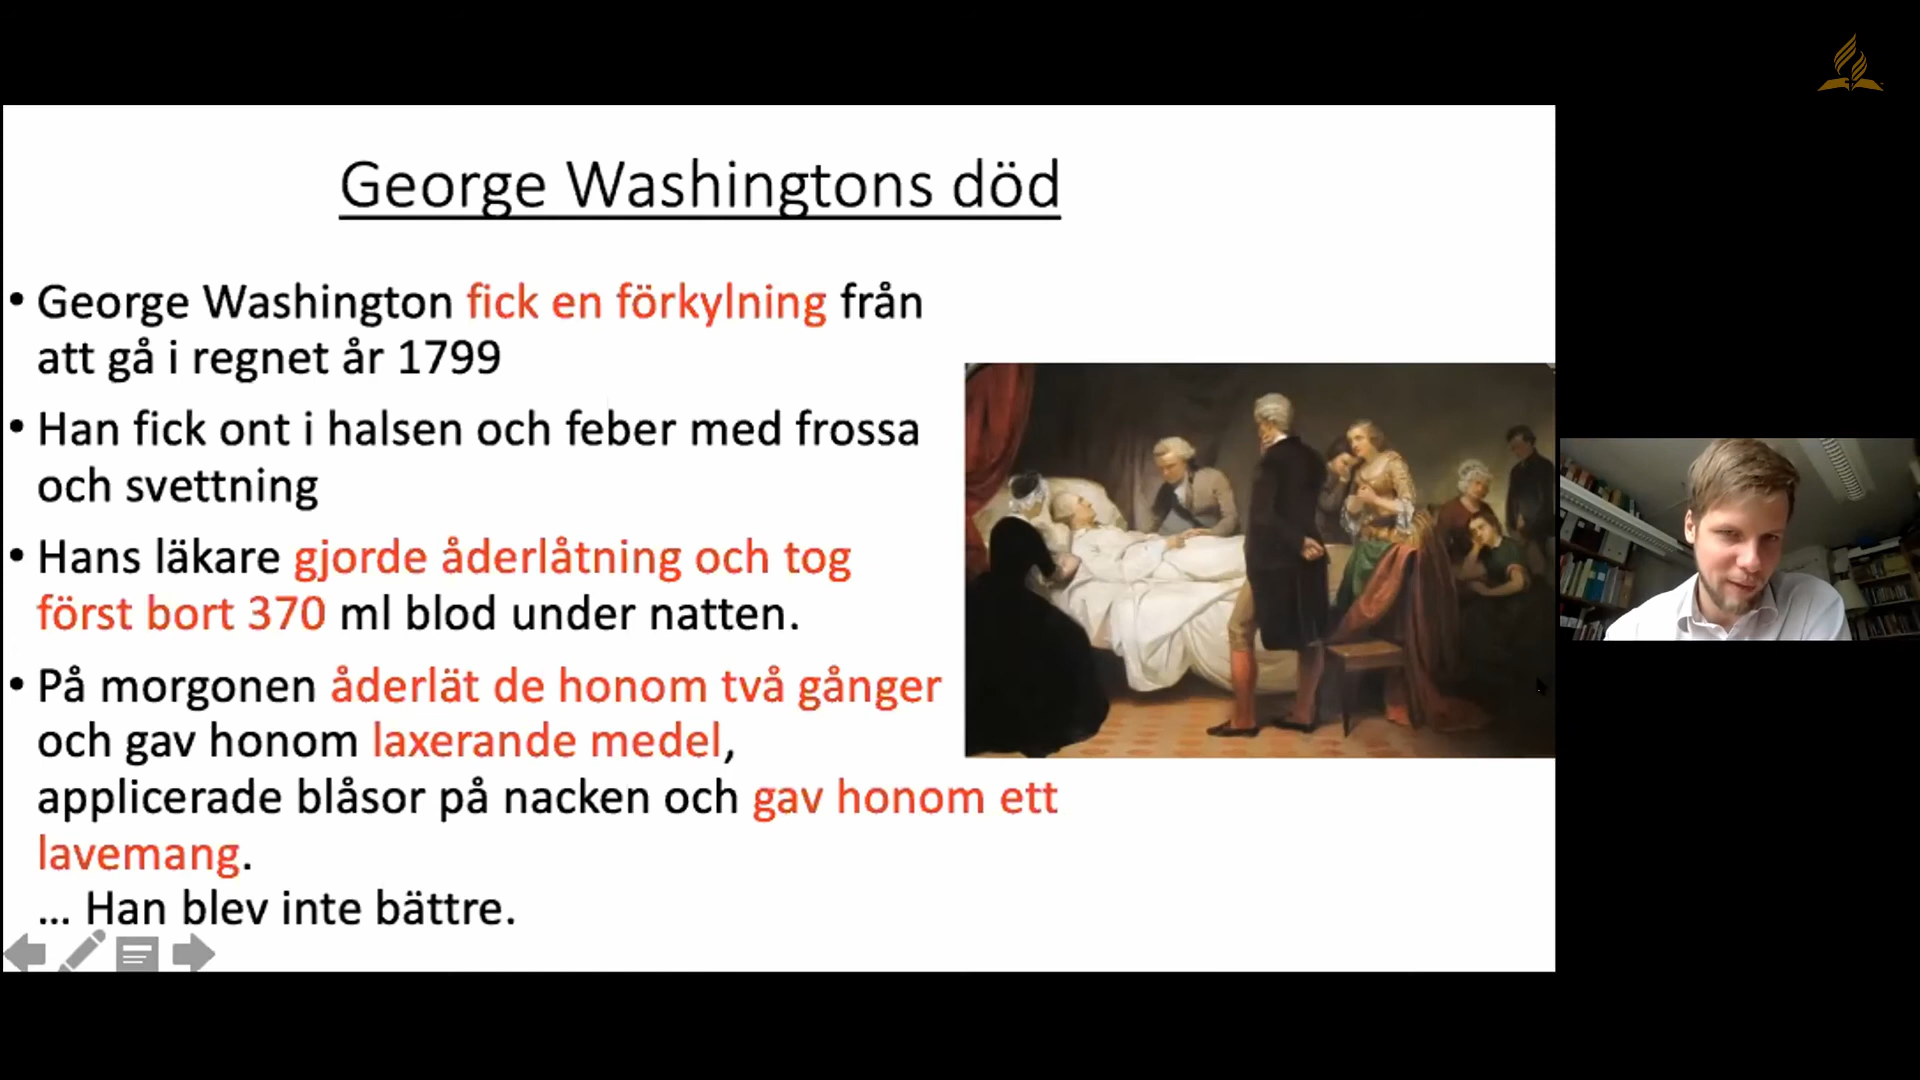 George Washingtons död
• George Washington fick en förkylning från
att gå i regnet år 1799
• Han fick ont i halsen och feber med frossa
och svettning
• Hans läkare gjorde åderlåtning och tog
först bort 370 ml blod under natten.
• På morgonen åderlät de honom två gånger
och gav honom laxerande medel,
applicerade blåsor på nacken och gav honom ett
lavemang.
... Han blev inte bättre.